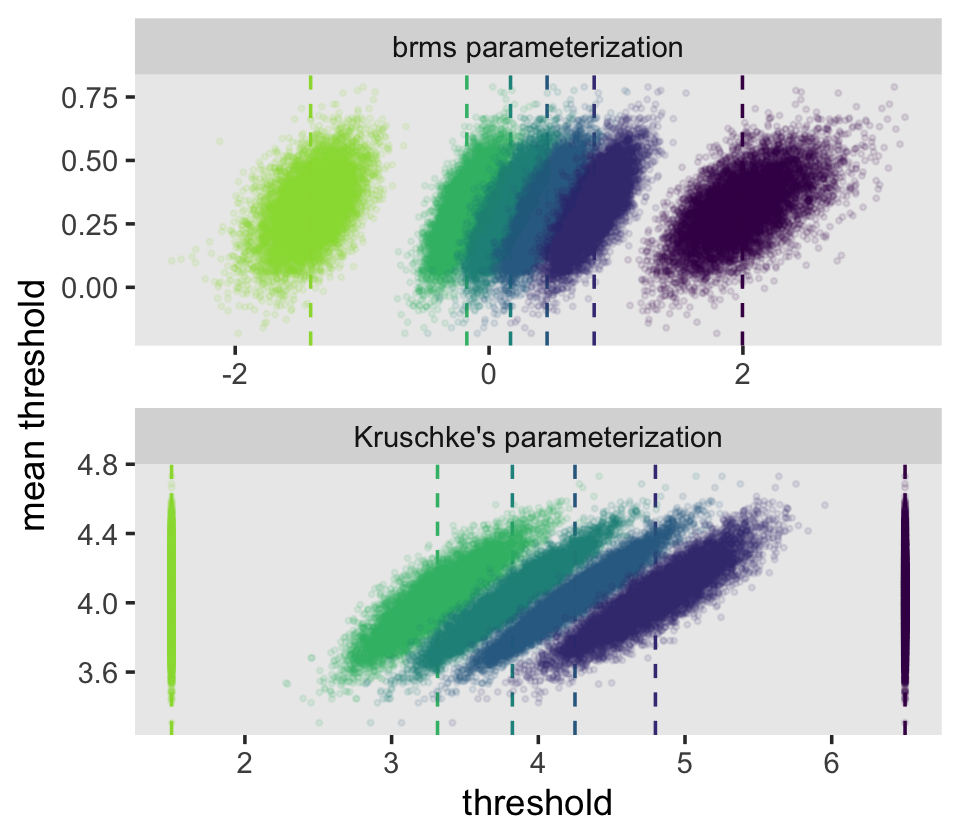 brms parameterization
0.75
0.50
0.25
0.00
-2 0 2
mean threshold
Kruschke's parameterization
4.8
4.4
4.0
3.6
2 3 4 5 6
threshold